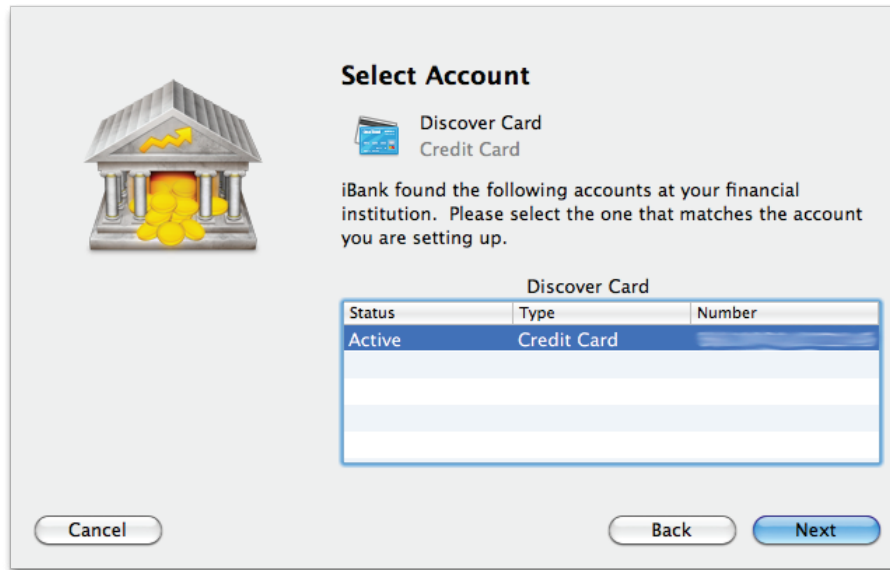 Select Account
Discover Card
Credit Card
iBank found the following accounts at your financial
institution.  Please select the one that matches the account
you are setting up.
Discover Card
Status Type Number
Active Credit Card
Cancel Back Next